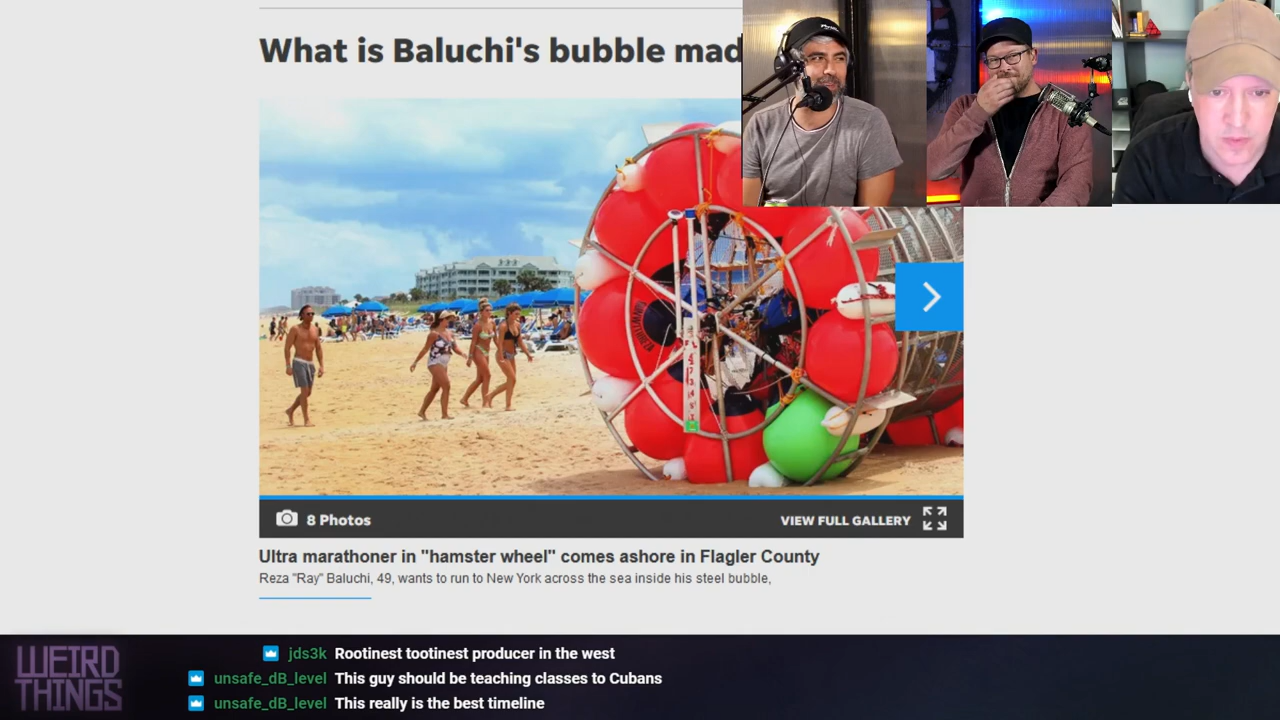 What is Baluchi's bubble mad
8 Photos
VIEW FULL GALLERY
Ultra marathoner in "hamster wheel" comes ashore in Flagler County
Reza "Ray" Baluchi, 49, wants to run to New York across the sea inside his steel bubble,
WEIRD
THINGS
jds3k Rootinest tootinest producer in the west
unsafe_dB_level This guy should be teaching classes to Cubans
unsafe_dB_level This really is the best timeline